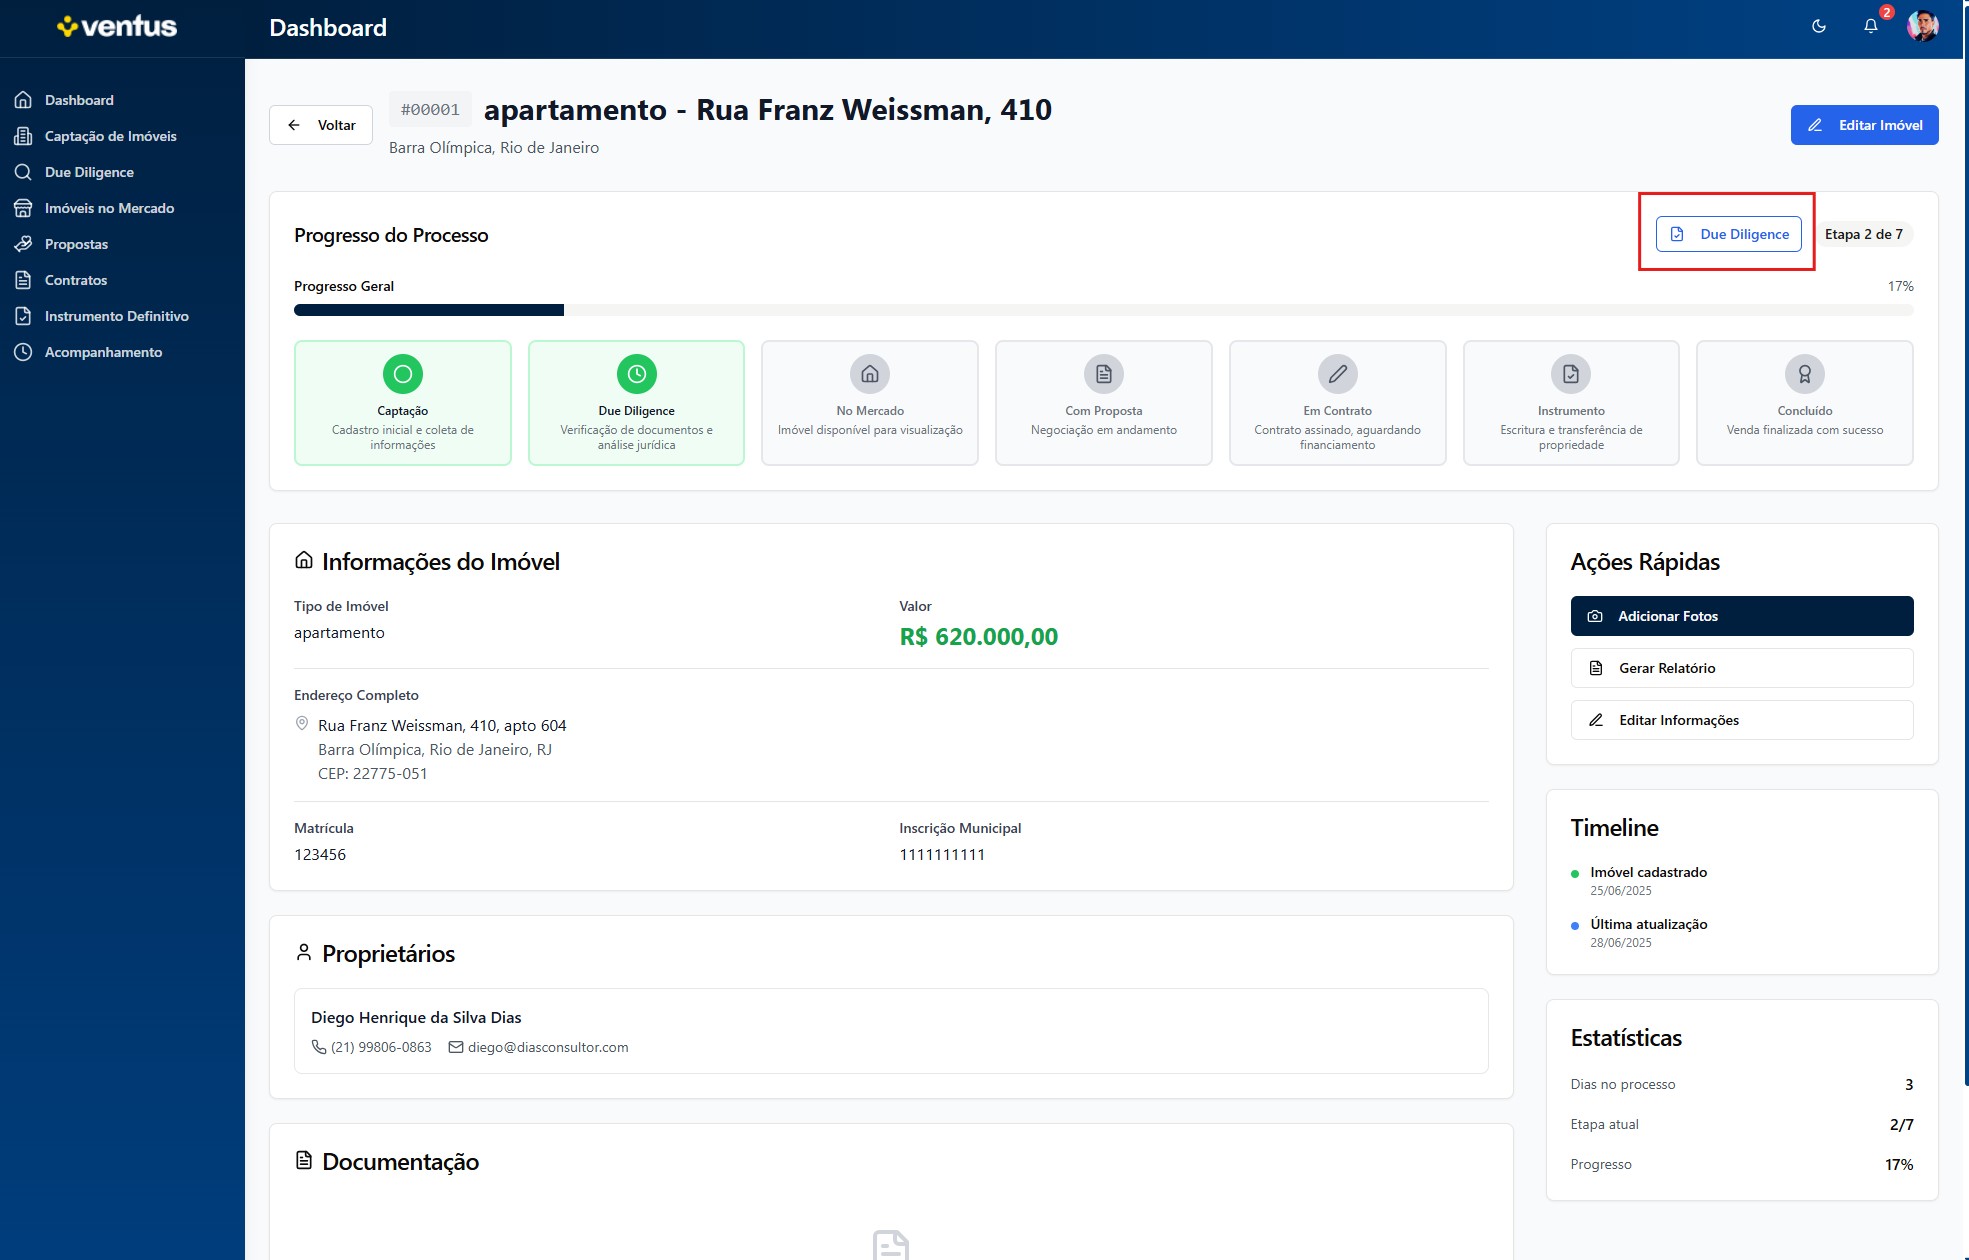 ventus
Dashboard
2
Dashboard
Captação de Imóveis
Due Diligence
Imóveis no Mercado
Propostas
Contratos
Instrumento Definitivo
Acompanhamento
Voltar
#00001
apartamento - Rua Franz Weissman, 410
Barra Olímpica, Rio de Janeiro
Editar Imóvel
Progresso do Processo
Due Diligence
Etapa 2 de 7
Progresso Geral
17%
Captação
Cadastro inicial e coleta de
informações
Due Diligence
Verificação de documentos e
análise jurídica
No Mercado
Imóvel disponível para visualização
Com Proposta
Negociação em andamento
Em Contrato
Contrato assinado, aguardando
financiamento
Instrumento
Escritura e transferência de
propriedade
Concluído
Venda finalizada com sucesso
Informações do Imóvel
Tipo de Imóvel
apartamento
Valor
R$ 620.000,00
Endereço Completo
Rua Franz Weissman, 410, apto 604
Barra Olímpica, Rio de Janeiro, RJ
CEP: 22775-051
Matrícula
123456
Inscrição Municipal
1111111111
Proprietários
Diego Henrique da Silva Dias
(21) 99806-0863
diego@diasconsultor.com
Documentação
Ações Rápidas
Adicionar Fotos
Gerar Relatório
Editar Informações
Timeline
Imóvel cadastrado
25/06/2025
Última atualização
28/06/2025
Estatísticas
Dias no processo
3
Etapa atual
2/7
Progresso
17%